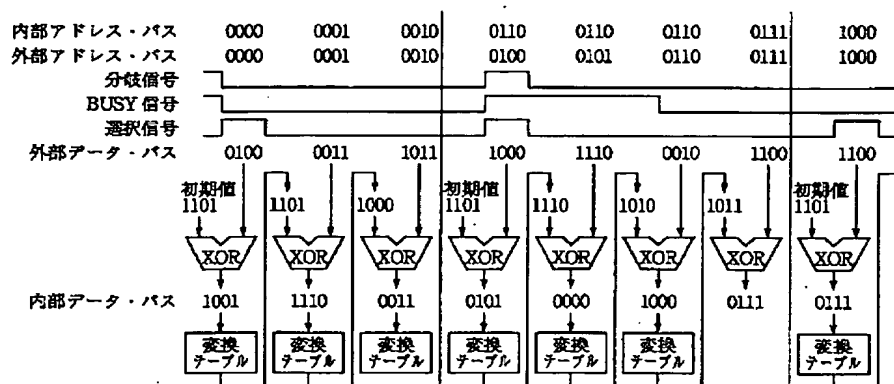 内部アドレス・バス 0000 0001 0010 0110 0110 0110 0111 1000
外部アドレス・バス 0000 0001 0010 0100 0101 0110 0111 1000
分岐信号
BUSY 信号
選択信号
外部データ・バス 0100 0011 1011 1000 1110 0010 1100 1100
初期値 初期値 初期値
1101 1101 1000 1101 1110 1010 1011 1101
XOR XOR XOR XOR XOR XOR XOR XOR
内部データ・バス 1001 1110 0011 0101 0000 1000 0111 0111
変換 変換 変換 変換 変換 変換 変換
テーブル テーブル テーブル テーブル テーブル テーブル テーブル